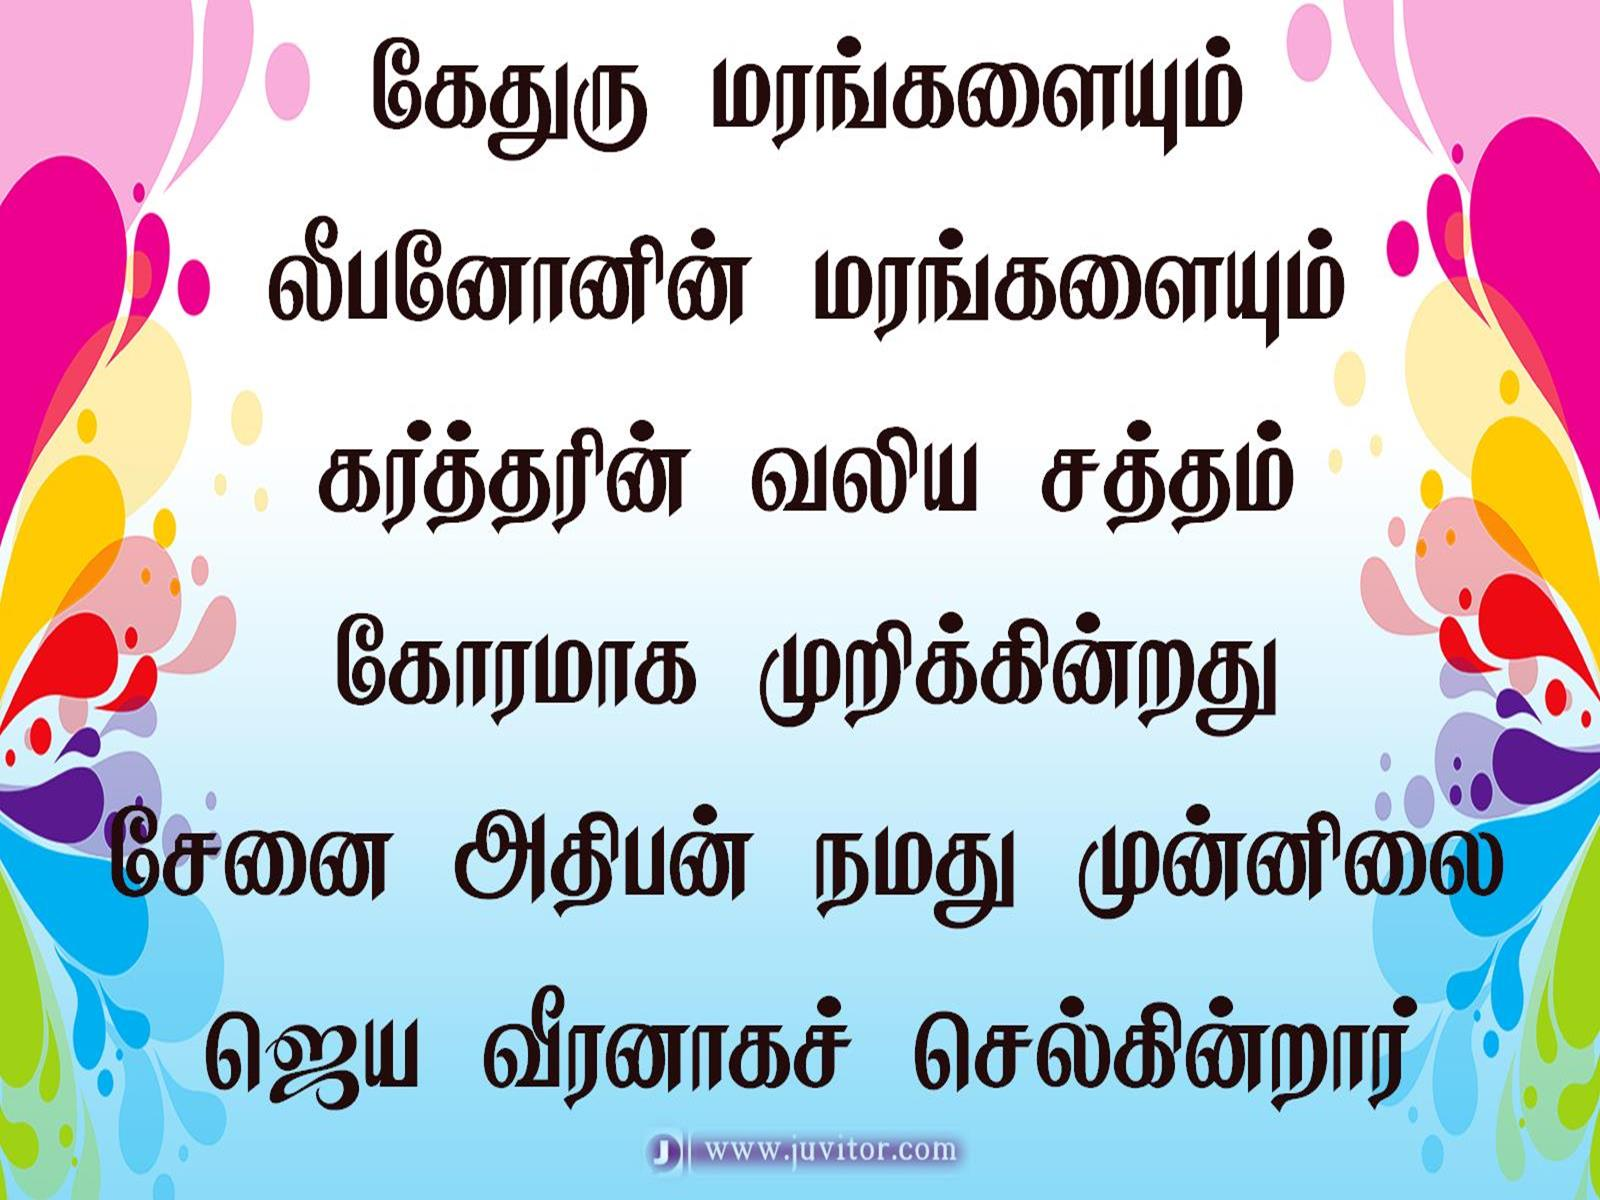 கேதுரு மரங்களையும்
லீபனோனின் மரங்களையும்
கர்த்தரின் வலிய சத்தம்
கோரமாக முறிக்கின்றது
சேனை அதிபன் நமது முன்னிலை
ஜெய வீரனாகச் செல்கின்றார்
J www.juvitor.com